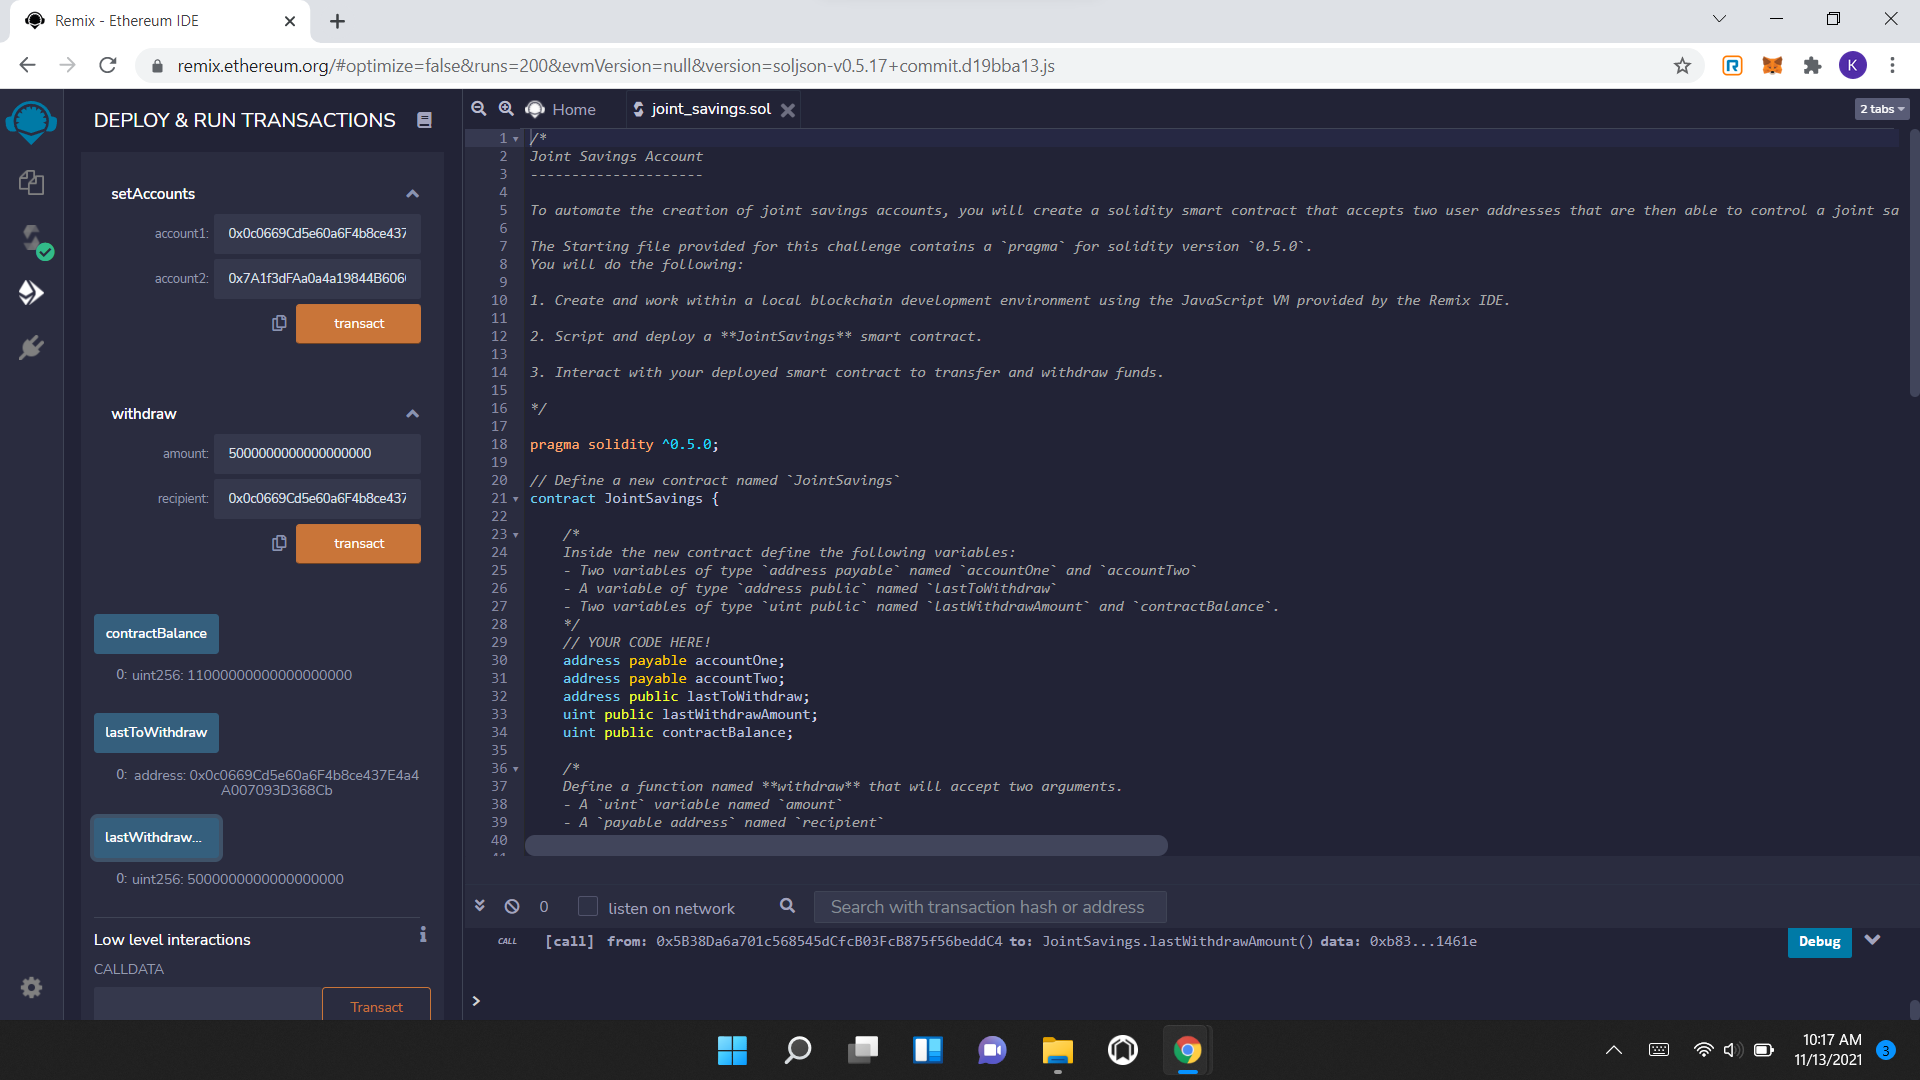 Remix - Ethereum IDE
remix.ethereum.org/#optimize=false&runs=200&evmVersion=null&version=soljson-v0.5.17+commit.d19bba13.js
K
DEPLOY & RUN TRANSACTIONS
setAccounts
account1: 0x0c0669Cd5e60a6F4b8ce437
account2: 0x7A1f3dFAa0a4a19844B606
transact
withdraw
amount: 5000000000000000000
recipient: 0x0c0669Cd5e60a6F4b8ce437
transact
contractBalance
0: uint256: 11000000000000000000
lastToWithdraw
0: address: 0x0c0669Cd5e60a6F4b8ce437E4a4
A007093D368Cb
lastWithdraw...
0: uint256: 5000000000000000000
Low level interactions
CALLDATA
Transact
Home
joint_savings.sol
2 tabs
1 /*
2 Joint Savings Account
3 ---------------------
4
5 To automate the creation of joint savings accounts, you will create a solidity smart contract that accepts two user addresses that are then able to control a joint sa
6
7 The Starting file provided for this challenge contains a `pragma` for solidity version `0.5.0`.
8 You will do the following:
9
10 1. Create and work within a local blockchain development environment using the JavaScript VM provided by the Remix IDE.
11
12 2. Script and deploy a **JointSavings** smart contract.
13
14 3. Interact with your deployed smart contract to transfer and withdraw funds.
15
16 */
17
18 pragma solidity ^0.5.0;
19
20 // Define a new contract named `JointSavings`
21 contract JointSavings {
22
23 /*
24 Inside the new contract define the following variables:
25 - Two variables of type `address payable` named `accountOne` and `accountTwo`
26 - A variable of type `address public` named `lastToWithdraw`
27 - Two variables of type `uint public` named `lastWithdrawAmount` and `contractBalance`.
28 */
29 // YOUR CODE HERE!
30 address payable accountOne;
31 address payable accountTwo;
32 address public lastToWithdraw;
33 uint public lastWithdrawAmount;
34 uint public contractBalance;
35
36 /*
37 Define a function named **withdraw** that will accept two arguments.
38 - A `uint` variable named `amount`
39 - A `payable address` named `recipient`
40
0
listen on network
Search with transaction hash or address
CALL [call] from: 0x5B38Da6a701c568545dCfcB03FcB875f56beddC4 to: JointSavings.lastWithdrawAmount() data: 0xb83...1461e
Debug
>
10:17 AM
11/13/2021
3